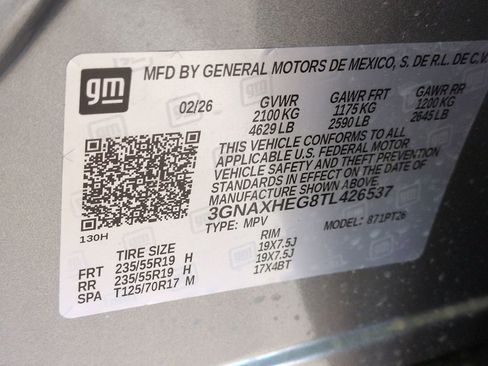 gm MFD BY GENERAL MOTORS DE MEXICO, S. DE R.L. DE C.V.
02/26 GVWR GAWR FRT GAWR RR
2100 KG 1175 KG 1200 KG
4629 LB 2590 LB 2645 LB
THIS VEHICLE CONFORMS TO ALL
APPLICABLE U.S. FEDERAL MOTOR
VEHICLE SAFETY AND THEFT PREVENTION
STANDARDS IN EFFECT ON THE DATE
OF MANUFACTURE SHOWN ABOVE.
3GNAXHEG8TL426537
130H TYPE: MPV MODEL: 871PT26
TIRE SIZE RIM
FRT 235/55R19 H 19X7.5J
RR 235/55R19 H 19X7.5J
SPA T125/70R17 M 17X4BT